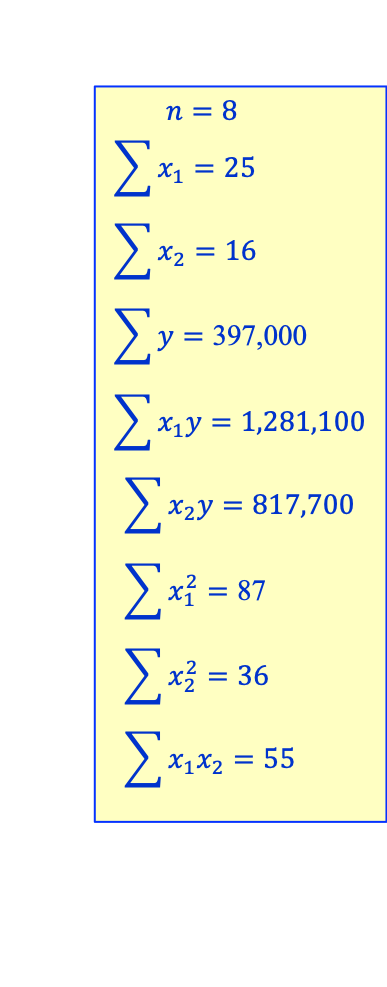 n = 8
∑ x₁ = 25
∑ x₂ = 16
∑ y = 397,000
∑ x₁y = 1,281,100
∑ x₂y = 817,700
∑ x₁² = 87
∑ x₂² = 36
∑ x₁x₂ = 55